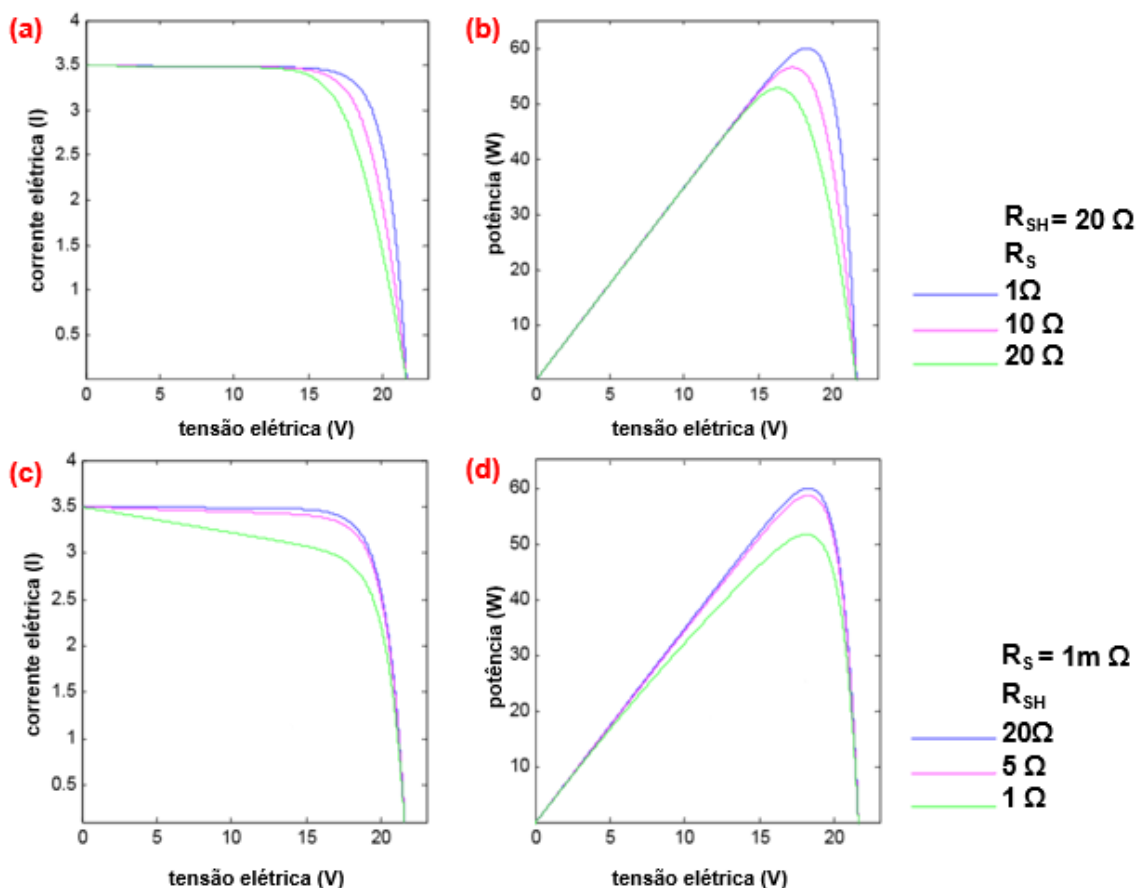 (a)
4
3.5
3
2.5
2
1.5
1
0.5
0 5 10 15 20
corrente elétrica (I)
tensão elétrica (V)
(b)
60
50
40
30
20
10
0 5 10 15 20
potência (W)
tensão elétrica (V)
R_SH = 20 Ω
R_S
1Ω
10 Ω
20 Ω
(c)
4
3.5
3
2.5
2
1.5
1
0.5
0 5 10 15 20
corrente elétrica (I)
tensão elétrica (V)
(d)
60
50
40
30
20
10
0 5 10 15 20
potência (W)
tensão elétrica (V)
R_S = 1m Ω
R_SH
20Ω
5 Ω
1 Ω